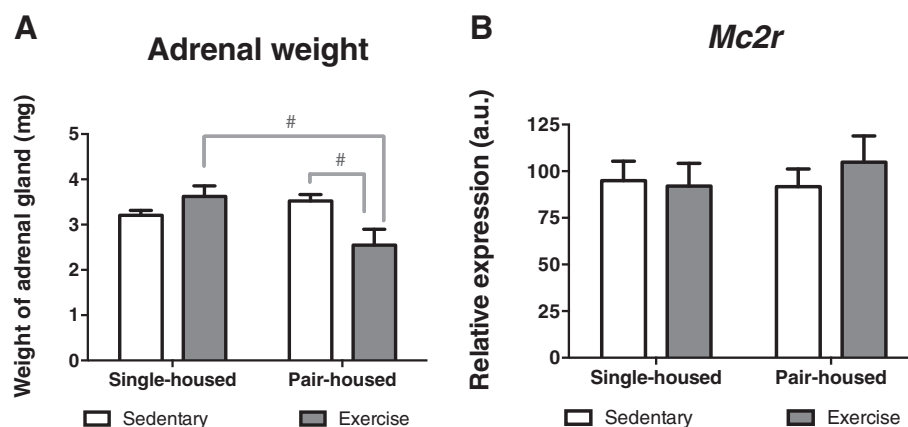 A
Adrenal weight
Weight of adrenal gland (mg)
5
4
3
2
1
0
#
#
Single-housed
Pair-housed
Sedentary
Exercise
B
Mc2r
Relative expression (a.u.)
125
100
75
50
25
0
Single-housed
Pair-housed
Sedentary
Exercise